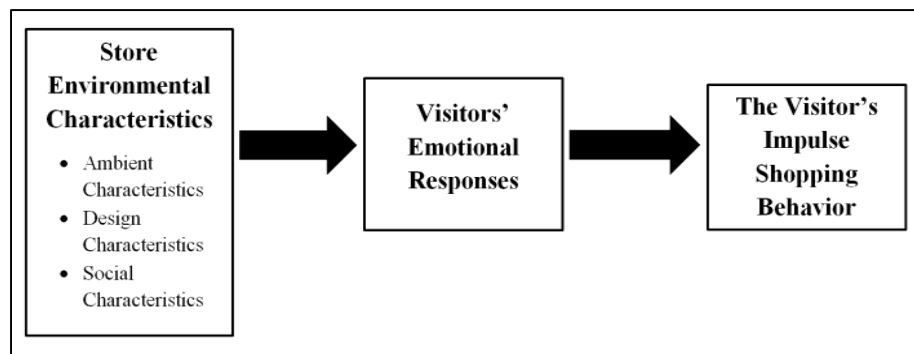 Store
Environmental
Characteristics
• Ambient
Characteristics
• Design
Characteristics
• Social
Characteristics
Visitors’
Emotional
Responses
The Visitor’s
Impulse
Shopping
Behavior